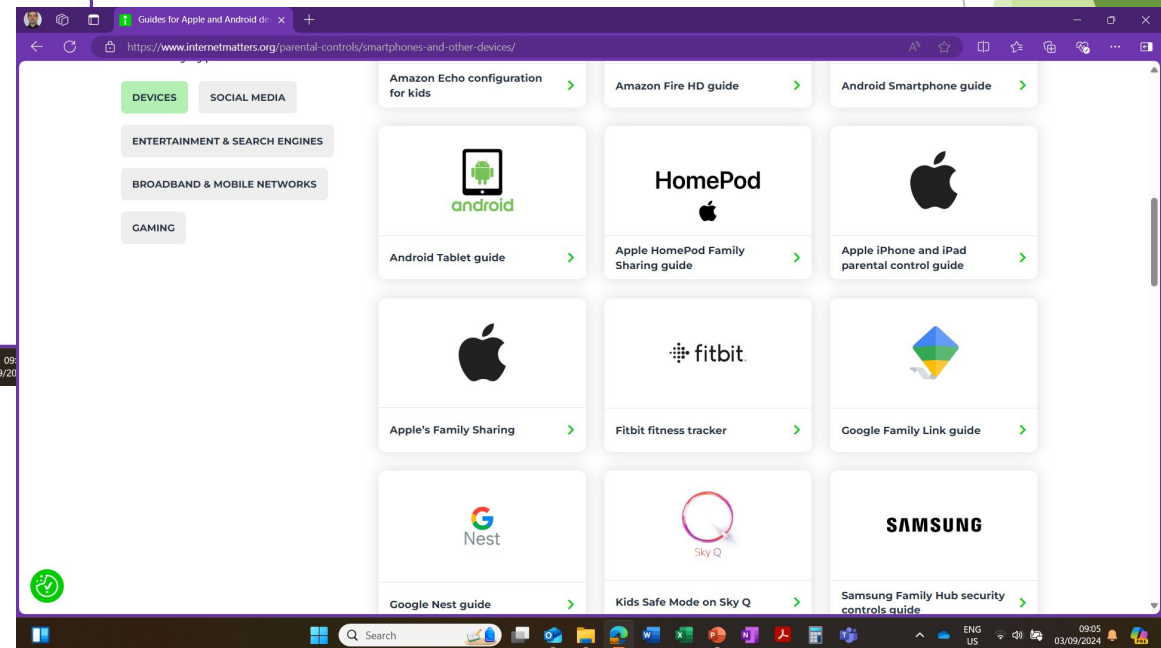 Guides for Apple and Android de
https://www.internetmatters.org/parental-controls/smartphones-and-other-devices/
DEVICES
SOCIAL MEDIA
ENTERTAINMENT & SEARCH ENGINES
BROADBAND & MOBILE NETWORKS
GAMING
Amazon Echo configuration
for kids
Amazon Fire HD guide
Android Smartphone guide
android
HomePod
Android Tablet guide
Apple HomePod Family
Sharing guide
Apple iPhone and iPad
parental control guide
fitbit
Apple's Family Sharing
Fitbit fitness tracker
Google Family Link guide
G
Nest
Sky Q
SAMSUNG
Google Nest guide
Kids Safe Mode on Sky Q
Samsung Family Hub security
controls guide
09:
9/20
Search
ENG
US
09:05
03/09/2024
PRE